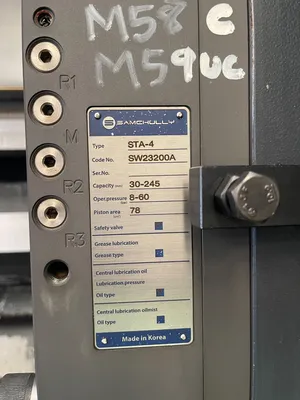 M58 C
M59UC
R1
M
R2
R3
SAMCHULLY
Type STA-4
Code No. SW23200A
Ser.No.
Capacity (mm) 30-245
Oper.pressure 8-60
Piston area 78
Safety valve
Grease lubrication
Grease type
Central lubrication oil
Lubrication pressure
Oil type
Central lubrication oilmist
Oil type
Made in Korea